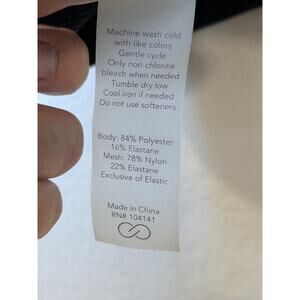 Machine wash cold
with like colors
Gentle cycle
Only non-chlorine
bleach when needed
Tumble dry low
Cool iron if needed
Do not use softeners
Body: 84% Polyester
16% Elastane
Mesh: 78% Nylon
22% Elastane
Exclusive of Elastic
Made in China
RN# 104141